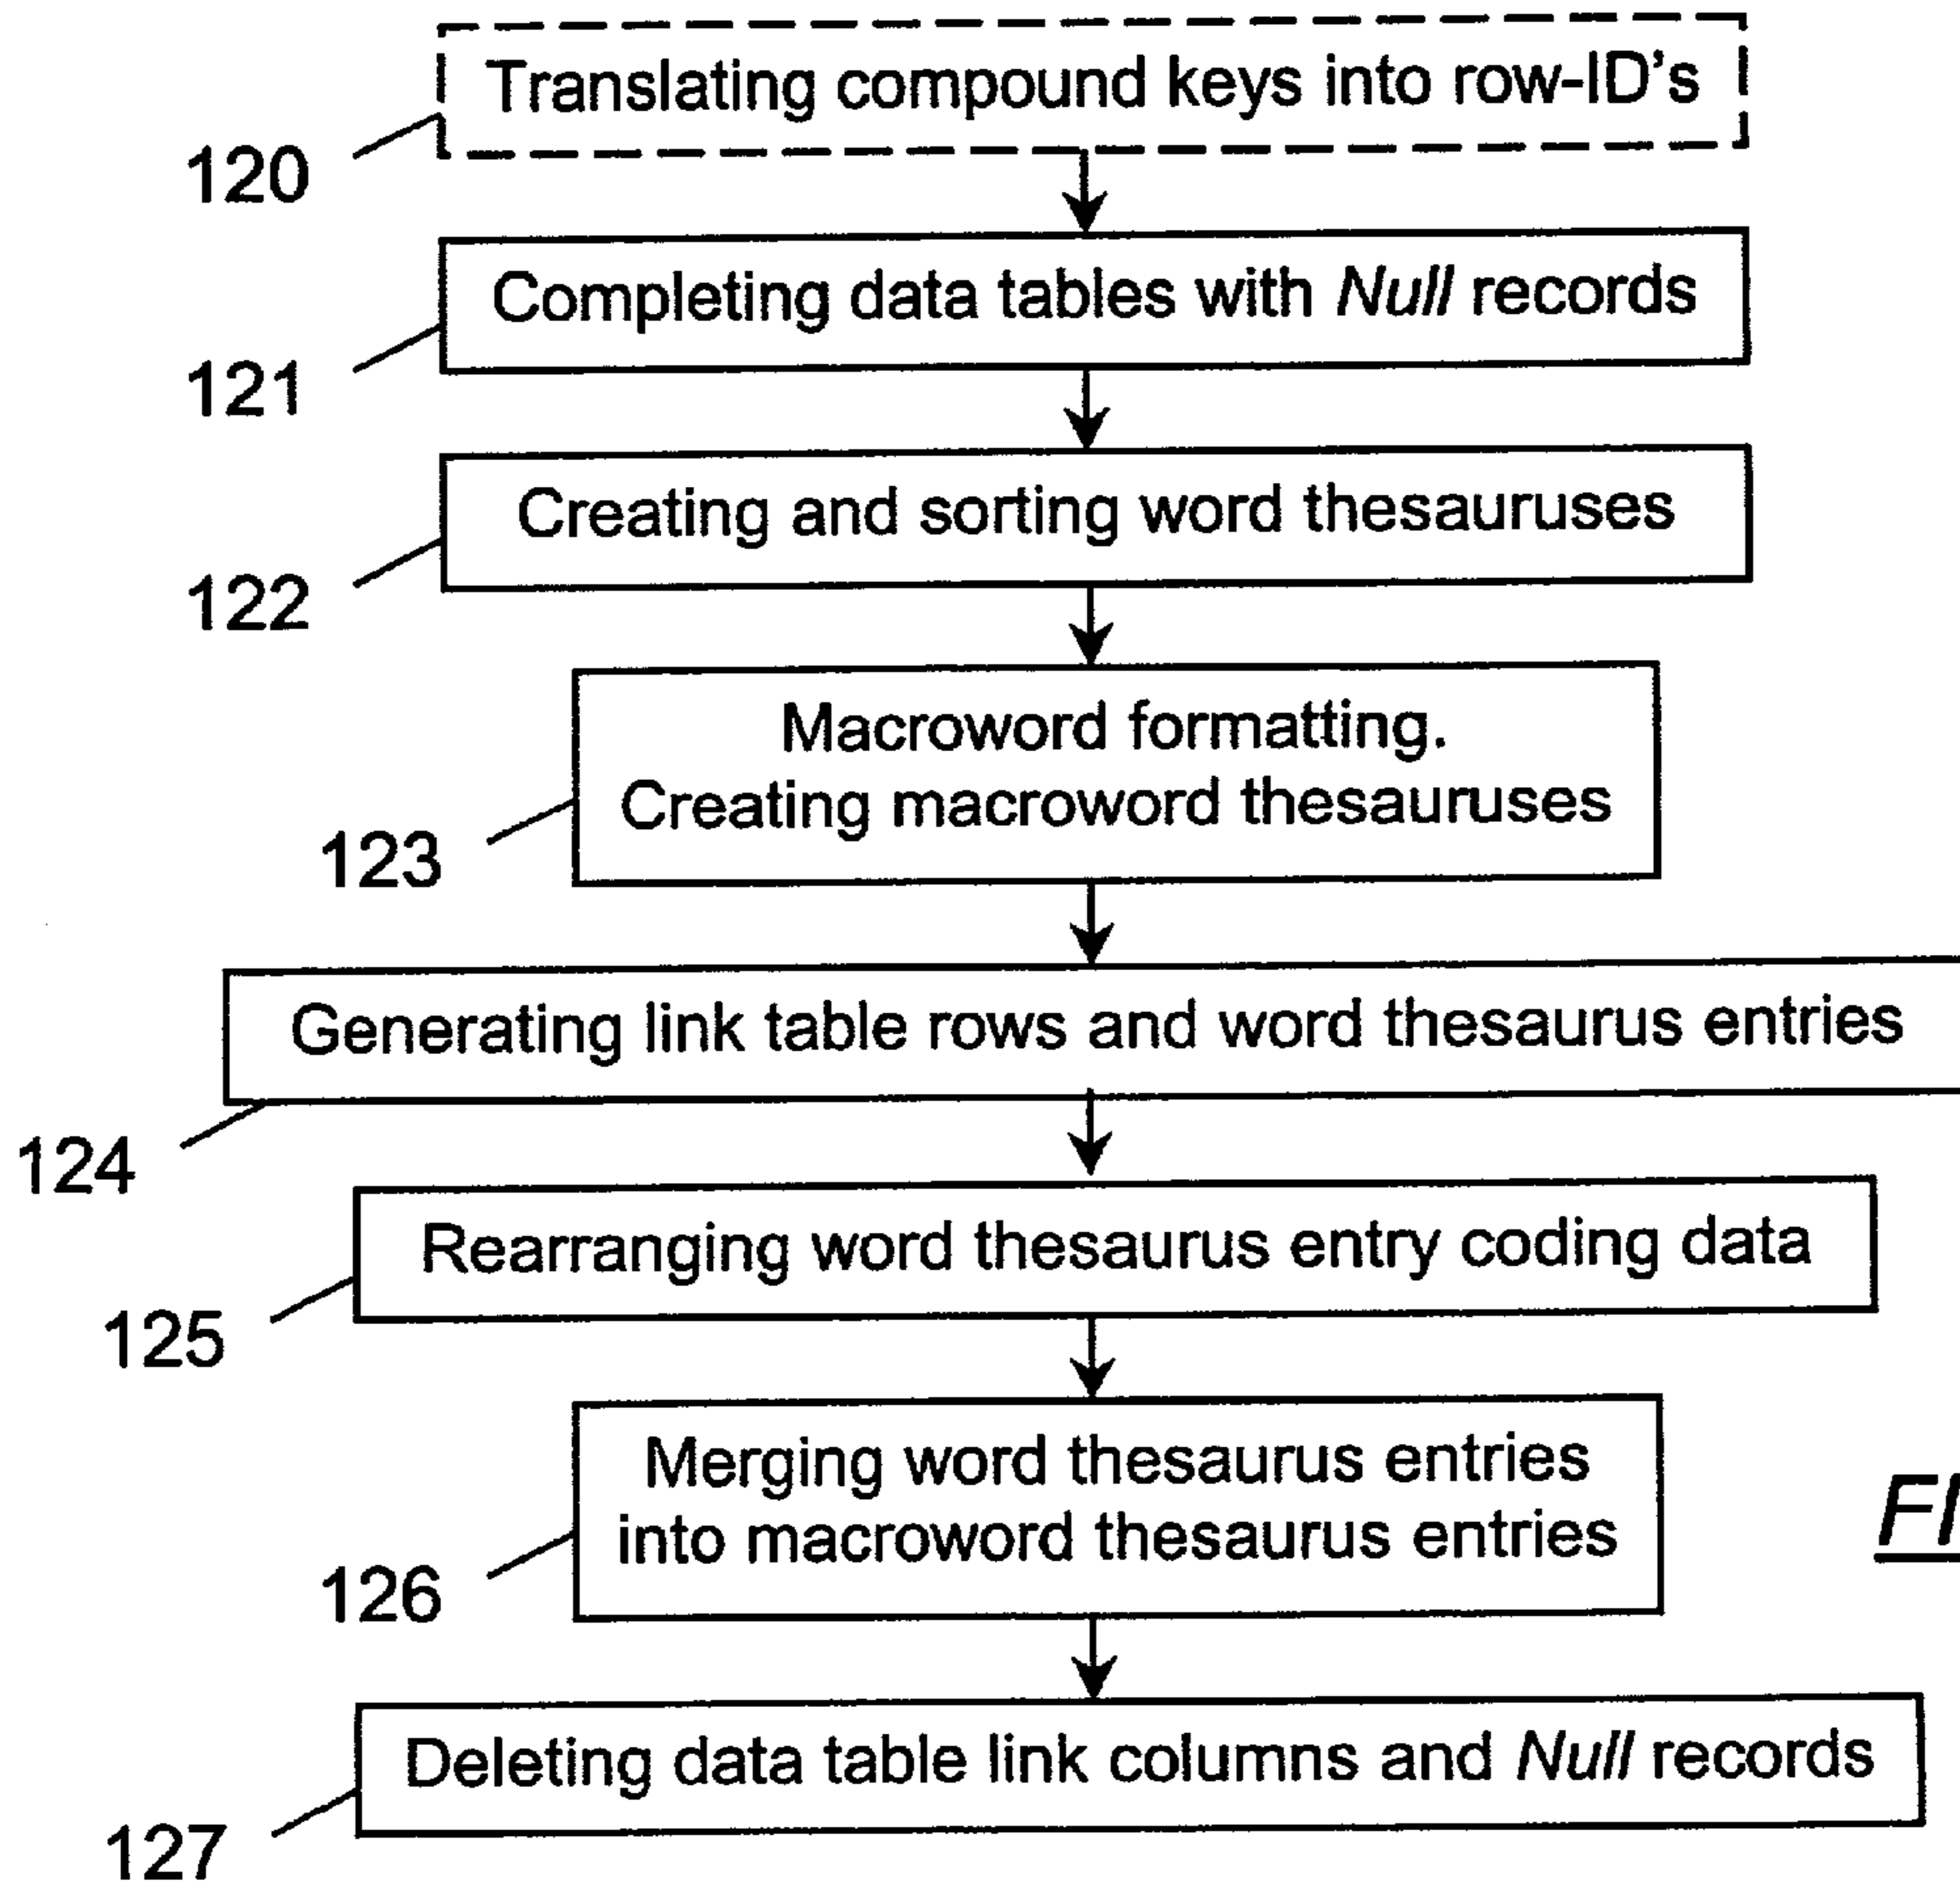 Translating compound keys into row-ID's
120
Completing data tables with Null records
121
Creating and sorting word thesauruses
122
Macroword formatting.
Creating macroword thesauruses
123
Generating link table rows and word thesaurus entries
124
Rearranging word thesaurus entry coding data
125
Merging word thesaurus entries
into macroword thesaurus entries
126
Deleting data table link columns and Null records
127